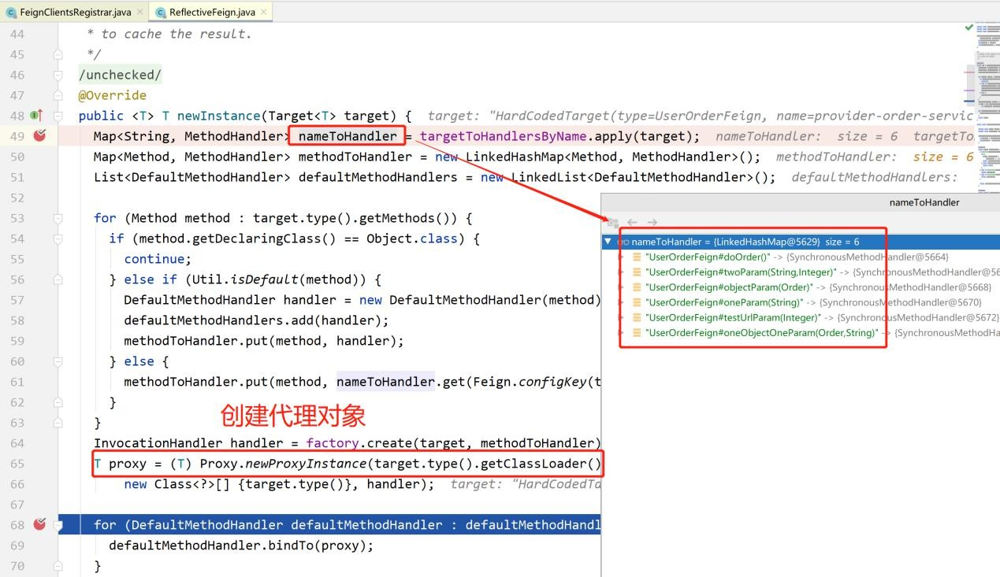 FeignClientsRegistrar.java
ReflectiveFeign.java
44 * to cache the result.
45 */
46 /unchecked/
47 @Override
48 public <T> T newInstance(Target<T> target) { target: "HardCodedTarget(type=UserOrderFeign, name=provider-order-servic
49 Map<String, MethodHandler> nameToHandler = targetToHandlersByName.apply(target); nameToHandler: size = 6 targetTo
50 Map<Method, MethodHandler> methodToHandler = new LinkedHashMap<Method, MethodHandler>(); methodToHandler: size = 6
51 List<DefaultMethodHandler> defaultMethodHandlers = new LinkedList<DefaultMethodHandler>(); defaultMethodHandlers:
52
53 for (Method method : target.type().getMethods()) {
54 if (method.getDeclaringClass() == Object.class) {
55 continue;
56 } else if (Util.isDefault(method)) {
57 DefaultMethodHandler handler = new DefaultMethodHandler(method)
58 defaultMethodHandlers.add(handler);
59 methodToHandler.put(method, handler);
60 } else {
61 methodToHandler.put(method, nameToHandler.get(Feign.configKey(t
62 }
创建代理对象
63 }
64 InvocationHandler handler = factory.create(target, methodToHandler)
65 T proxy = (T) Proxy.newProxyInstance(target.type().getClassLoader()
66 new Class<?>[] {target.type()}, handler); target: "HardCodedTa
67
68 for (DefaultMethodHandler defaultMethodHandler : defaultMethodHandl
69 defaultMethodHandler.bindTo(proxy);
70 }
nameToHandler
nameToHandler = {LinkedHashMap@5629} size = 6
"UserOrderFeign#doOrder()" -> {SynchronousMethodHandler@5664}
"UserOrderFeign#twoParam(String,Integer)" -> {SynchronousMethodHandler@56
"UserOrderFeign#objectParam(Order)" -> {SynchronousMethodHandler@5668}
"UserOrderFeign#oneParam(String)" -> {SynchronousMethodHandler@5670}
"UserOrderFeign#testUrlParam(Integer)" -> {SynchronousMethodHandler@5672}
"UserOrderFeign#oneObjectOneParam(Order,String)" -> {SynchronousMethodHa